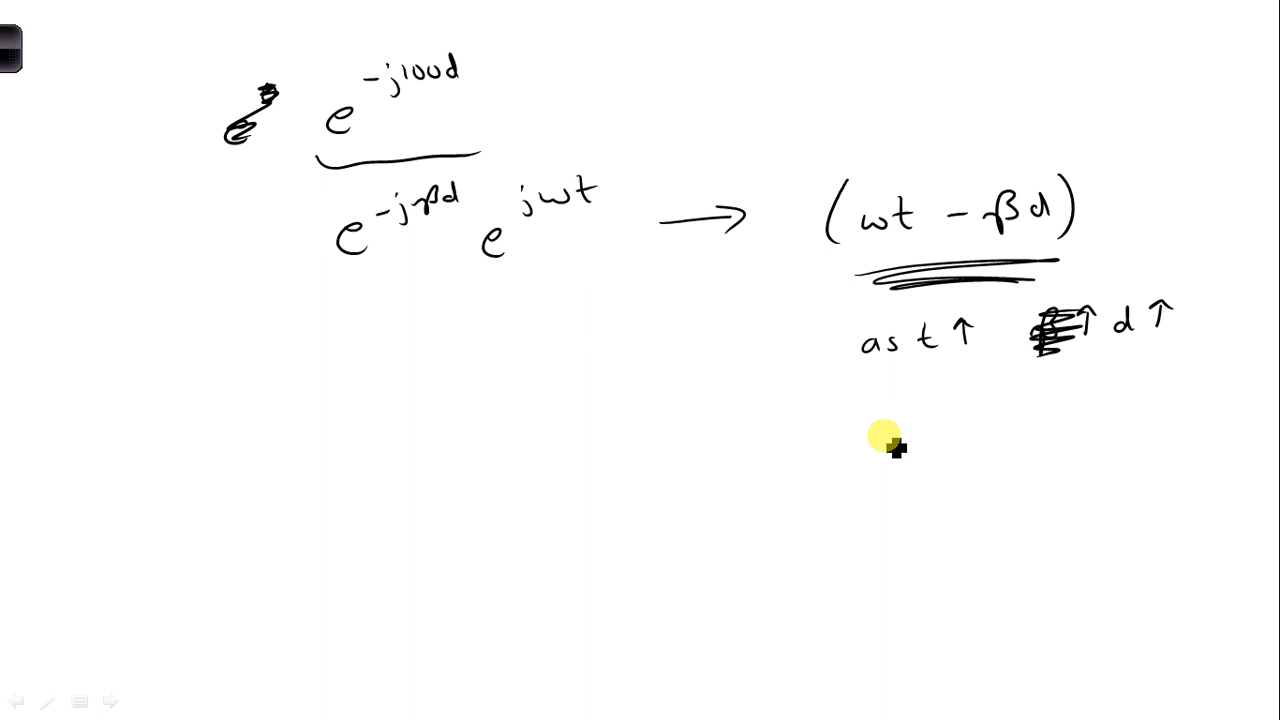 e^{-j100d}
e^{-jβd} e^{jωt} → (ωt - βd)
as t ↑ ↑ d ↑